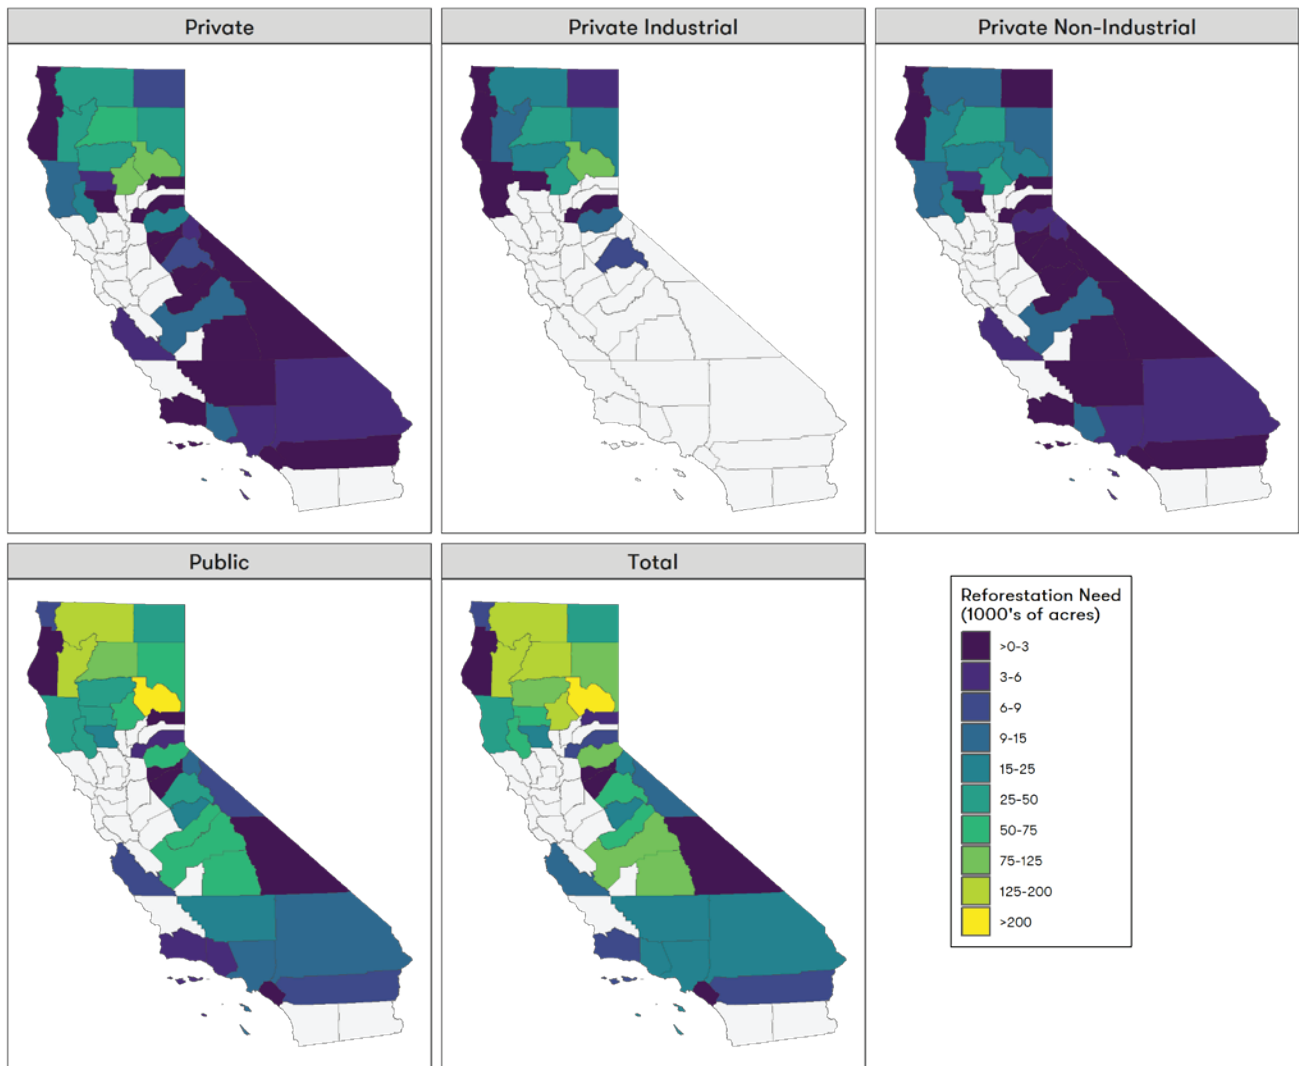 Private
Private Industrial
Private Non-Industrial
Public
Total
Reforestation Need
(1000's of acres)
>0-3
3-6
6-9
9-15
15-25
25-50
50-75
75-125
125-200
>200